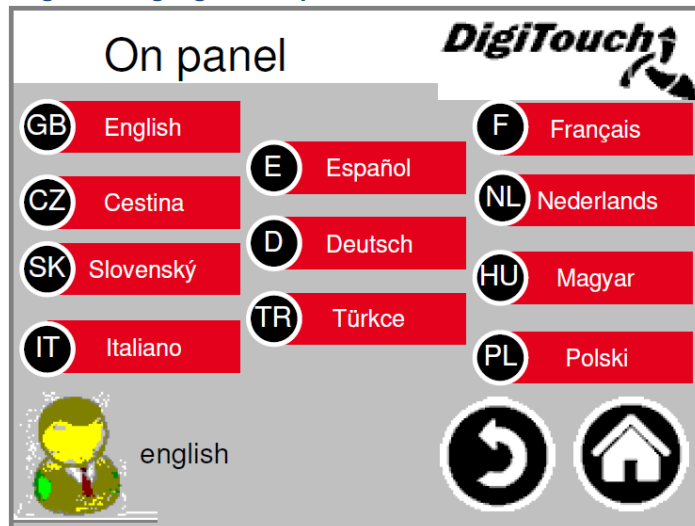 On panel
DigiTouch
GB English
F Français
E Español
CZ Cestina
NL Nederlands
D Deutsch
SK Slovenský
HU Magyar
TR Türkce
IT Italiano
PL Polski
english